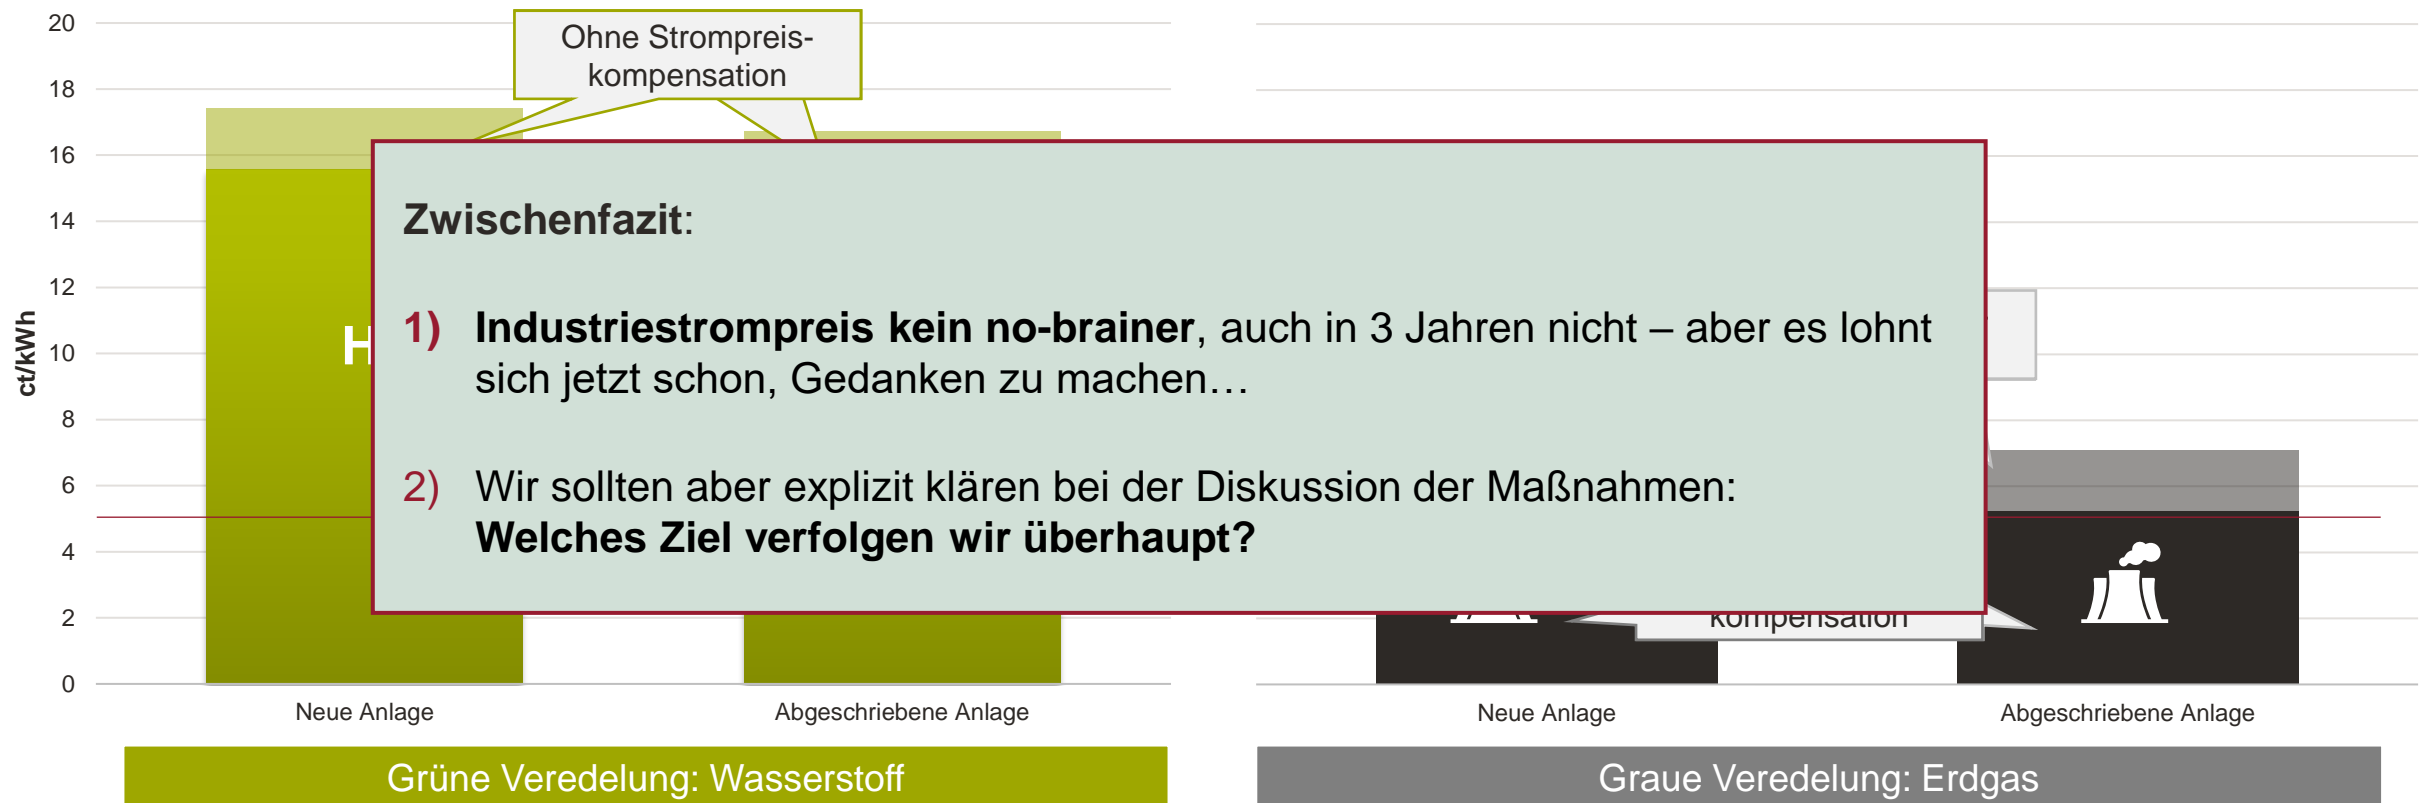 20
18
16
14
12
10
8
6
4
2
0
ct/kWh
Ohne Strompreis-
kompensation
H
Zwischenfazit:
1) Industriestrompreis kein no-brainer, auch in 3 Jahren nicht – aber es lohnt
sich jetzt schon, Gedanken zu machen…
2) Wir sollten aber explizit klären bei der Diskussion der Maßnahmen:
Welches Ziel verfolgen wir überhaupt?
kompensation
Neue Anlage
Abgeschriebene Anlage
Neue Anlage
Abgeschriebene Anlage
Grüne Veredelung: Wasserstoff
Graue Veredelung: Erdgas